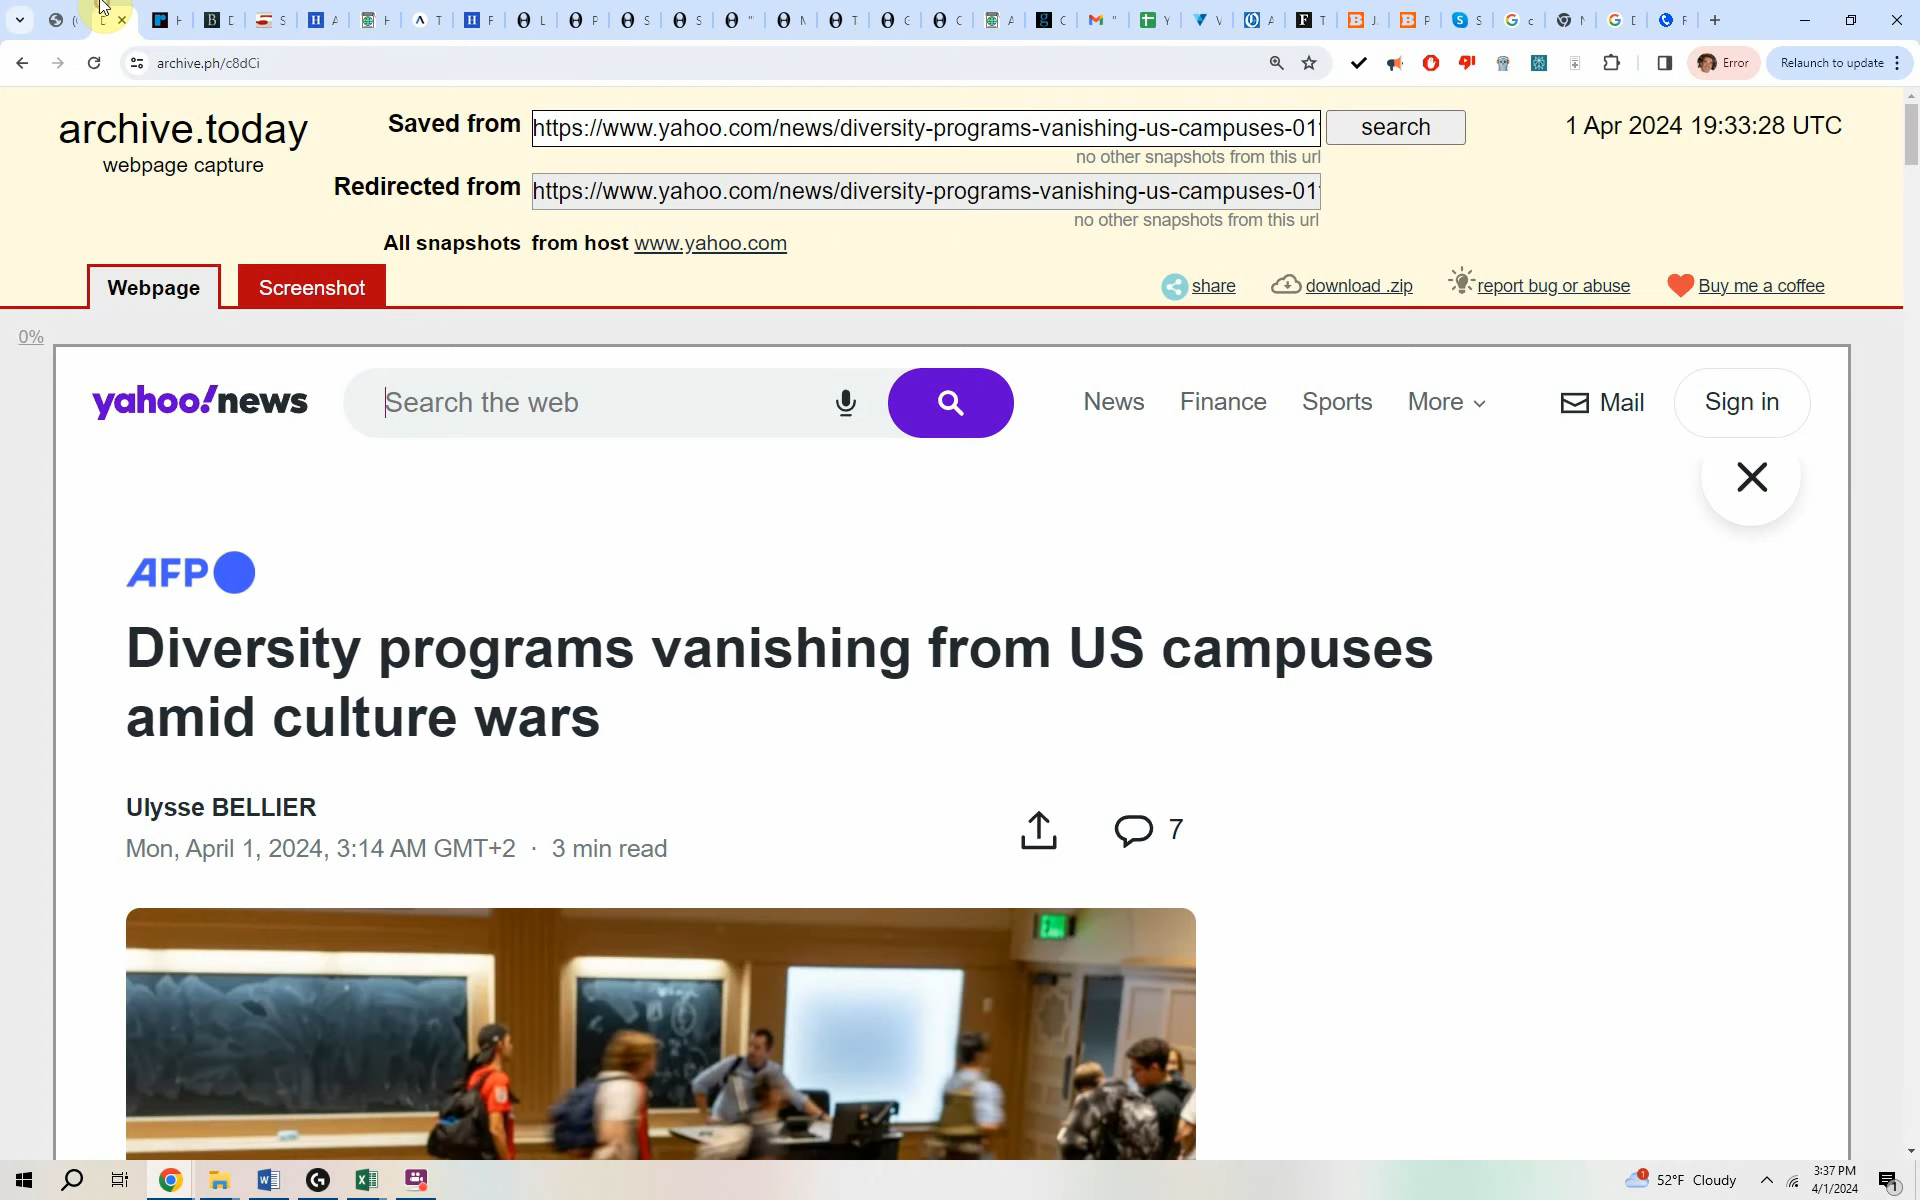 archive.ph/c8dCi
Error
Relaunch to update
archive.today
webpage capture
Saved from
https://www.yahoo.com/news/diversity-programs-vanishing-us-campuses-01
search
no other snapshots from this url
1 Apr 2024 19:33:28 UTC
Redirected from
https://www.yahoo.com/news/diversity-programs-vanishing-us-campuses-01
no other snapshots from this url
All snapshots from host www.yahoo.com
Webpage
Screenshot
share
download .zip
report bug or abuse
Buy me a coffee
0%
yahoo!news
Search the web
News
Finance
Sports
More
Mail
Sign in
AFP
Diversity programs vanishing from US campuses
amid culture wars
Ulysse BELLIER
Mon, April 1, 2024, 3:14 AM GMT+2 · 3 min read
7
52°F Cloudy
3:37 PM
4/1/2024